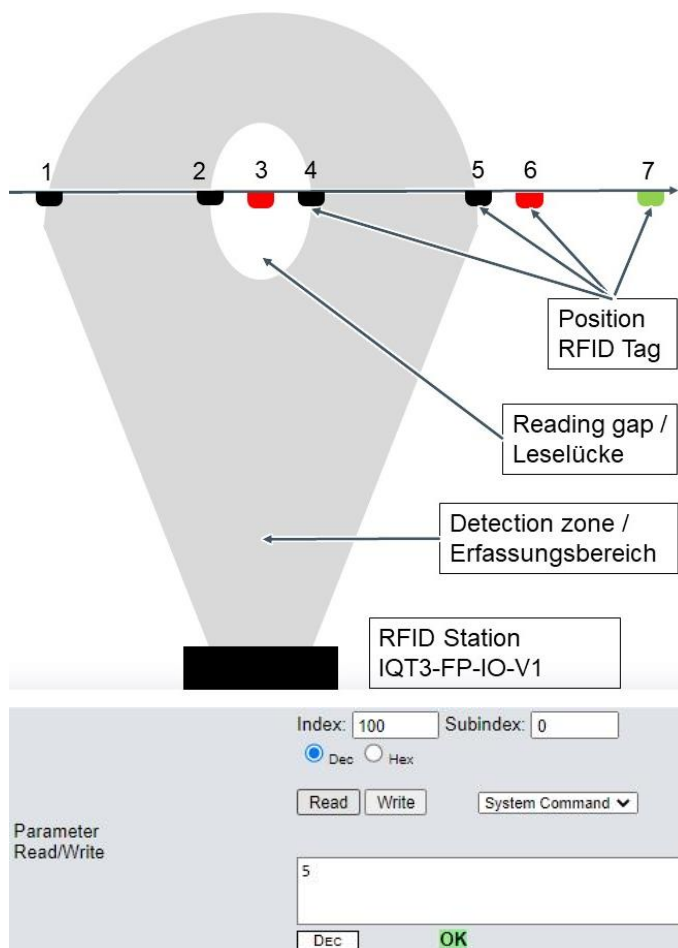 1 2 3 4 5 6 7
Position
RFID Tag
Reading gap /
Leselücke
Detection zone /
Erfassungsbereich
RFID Station
IQT3-FP-IO-V1
Index: 100 Subindex: 0
Dec Hex
Read Write System Command
Parameter
Read/Write
5
DEC OK